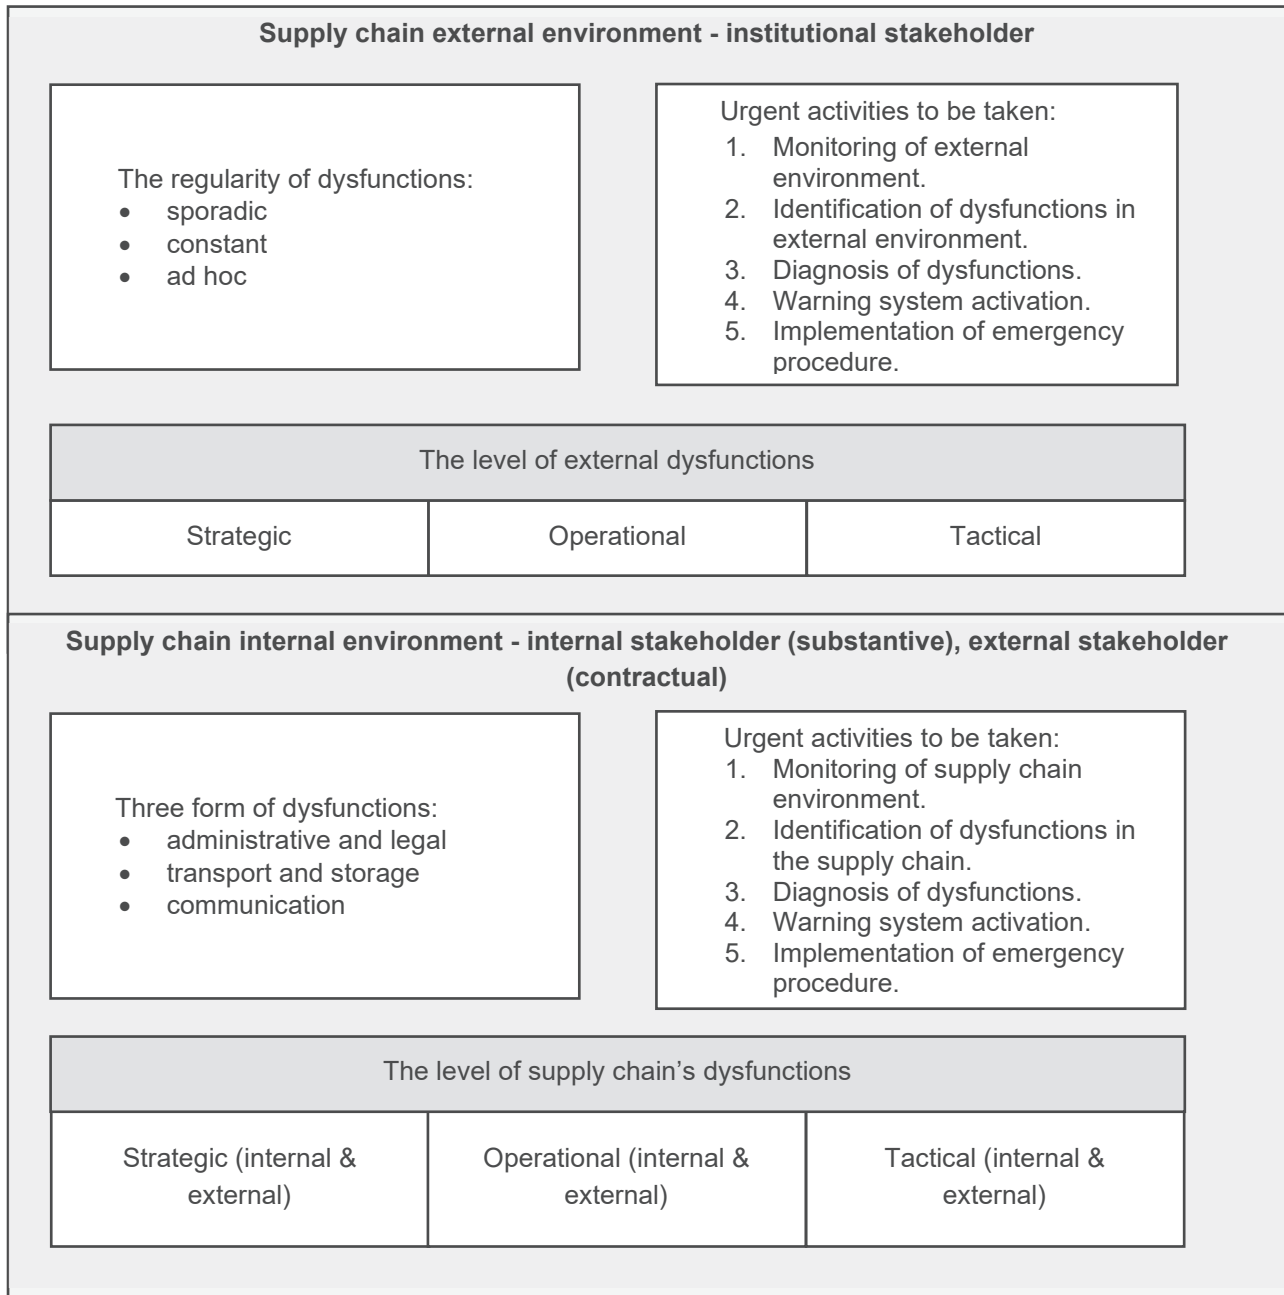 Supply chain external environment - institutional stakeholder
The regularity of dysfunctions:
• sporadic
• constant
• ad hoc
Urgent activities to be taken:
1. Monitoring of external
environment.
2. Identification of dysfunctions in
external environment.
3. Diagnosis of dysfunctions.
4. Warning system activation.
5. Implementation of emergency
procedure.
The level of external dysfunctions
Strategic
Operational
Tactical
Supply chain internal environment - internal stakeholder (substantive), external stakeholder
(contractual)
Three form of dysfunctions:
• administrative and legal
• transport and storage
• communication
Urgent activities to be taken:
1. Monitoring of supply chain
environment.
2. Identification of dysfunctions in
the supply chain.
3. Diagnosis of dysfunctions.
4. Warning system activation.
5. Implementation of emergency
procedure.
The level of supply chain’s dysfunctions
Strategic (internal &
external)
Operational (internal &
external)
Tactical (internal &
external)